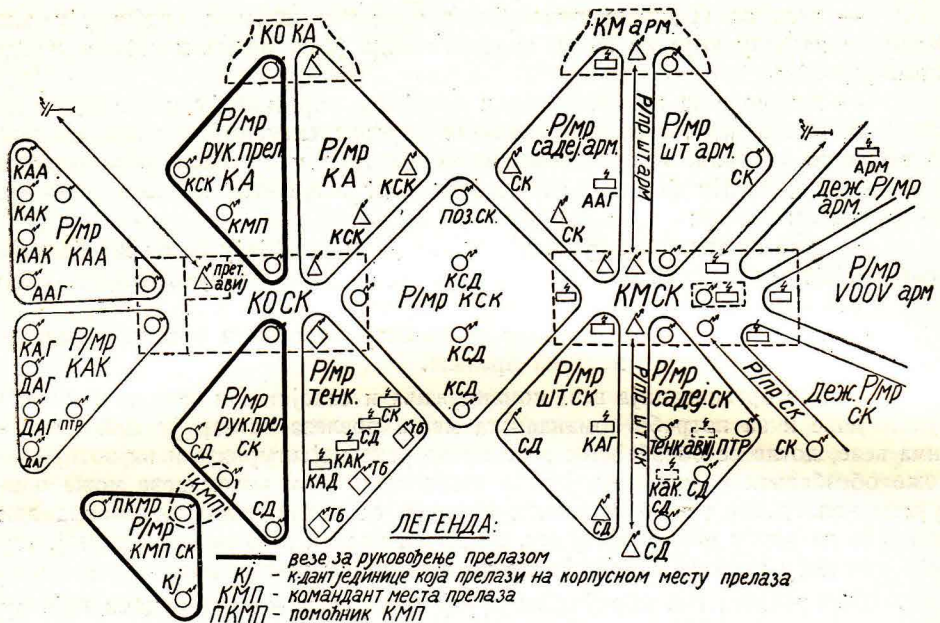 КО КА
КМ арм.
Р/мр
рук. прел.
КА
КСК
КМП
Р/мр
КА
КСК
КСК
Р/мр
садеј. арм.
СК
ААГ
СК
Р/пр шт. арм
Р/мр
шт арм.
СК
АРМ
деж. Р/мр
арм.
Р/мр
VOOV арм
деж. Р/мр
СК
КАА
КАК
КАК
ААГ
Р/мр
КАА
прет.
авиј
КО СК
ПОЗ. СК.
КСД
Р/мр КСК
КСД
КСД
КМСК
КАГ
ДАГ
ДАГ
ДАГ
ПТР
Р/мр
КАК
Р/мр
рук. прел.
СК
СД
СД
Р/мр
тенк.
СК
СД
КАК
КАД
Тб
Тб
Тб
Р/мр
шт. СК
СД
КАГ
СД
Р/пр шт. СК
СД
Р/мр
садеј. СК
тенк. авиј. ПТР
как.
СД
СД
Р/пр СК
СК
СК
ПКМР
КМП
Р/мр
КМП СК
КЈ
ЛЕГЕНДА:
везе за руковођење прелазом
КЈ - к-дант јединице која прелази на корпусном месту прелаза
КМП - командант места прелаза
ПКМП - помоћник КМП